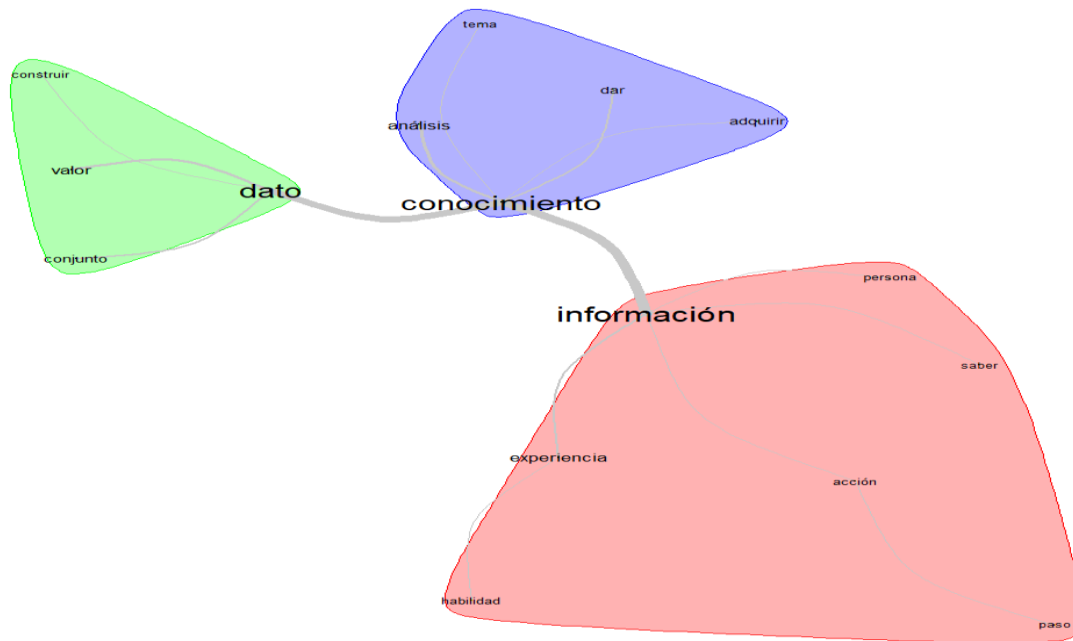 tema
construir
dar
adquirir
análisis
valor
dato
conocimiento
conjunto
persona
información
saber
experiencia
acción
habilidad
paso